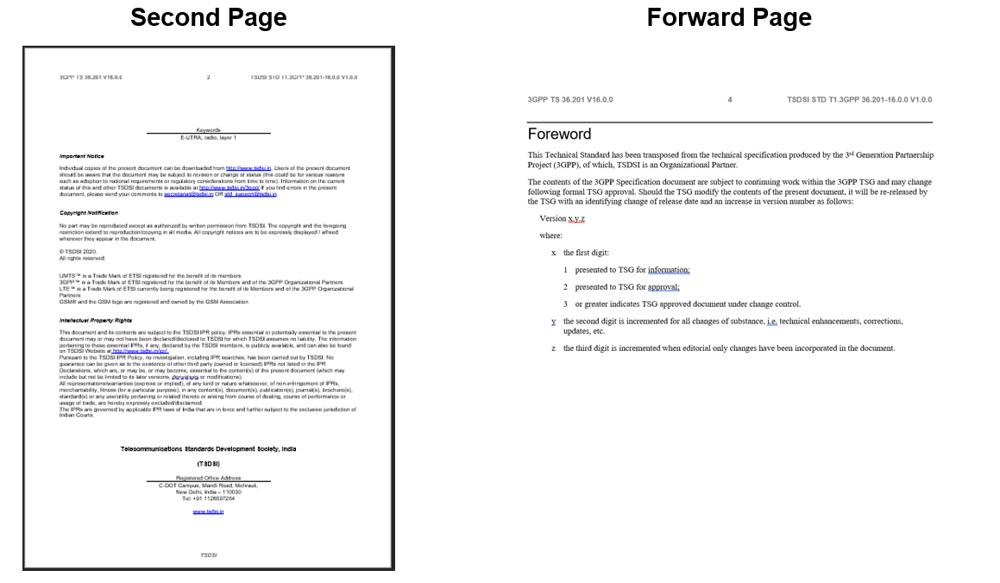 Second Page
Forward Page
3GPP TS 36.201 V16.0.0 2 TSDSI STD T1.3GPP 36.201-16.0.0 V1.0.0
Keywords
E-UTRA, radio, layer 1
Important Notice
Individual copies of the present document can be downloaded from http://www.tsdsi.in. Users of the present document
should be aware that the document may be subject to revision or change of status (this could be for various reasons
such as adoption to national requirements or regulatory considerations from time to time). Information on the current
status of this and other TSDSI documents is available at http://www.tsdsi.in/3gpp/.If you find errors in the present
document, please send your comments to secretariat@tsdsi.in OR std_support@tsdsi.in.
Copyright Notification
No part may be reproduced except as authorized by written permission from TSDSI. The copyright and the foregoing
restriction extend to reproduction/copying in all media. All copyright notices are to be expressly displayed / affixed
wherever they appear in the document.
© TSDSI 2020.
All rights reserved.
UMTS™ is a Trade Mark of ETSI registered for the benefit of its members
3GPP™ is a Trade Mark of ETSI registered for the benefit of its Members and of the 3GPP Organizational Partners
LTE™ is a Trade Mark of ETSI currently being registered for the benefit of its Members and of the 3GPP Organizational
Partners
GSM® and the GSM logo are registered and owned by the GSM Association
Intellectual Property Rights
This document and its contents are subject to the TSDSI IPR policy. IPRs essential or potentially essential to the present
document may or may not have been declared/disclosed to TSDSI for which TSDSI assumes no liability. The information
pertaining to these essential IPRs, if any, declared by the TSDSI members, is publicly available, and can also be found
on TSDSI Website at http://www.tsdsi.in/ipr/.
Pursuant to the TSDSI IPR Policy, no investigation, including IPR searches, has been carried out by TSDSI. No
guarantee can be given as to the existence of other third party (owned or licensed) IPRs not listed in the IPR
Declarations, which are, or may be, or may become, essential to the content(s) of the present document (which may
include but not be limited to its later versions, derivations or modifications).
All representations/warranties (express or implied), of any kind or nature whatsoever, of non-infringement of IPRs,
merchantability, fitness (for a particular purpose), in any content(s), document(s), publication(s), journal(s), brochure(s),
standard(s) or any use/utility pertaining or related thereto or arising from course of dealing, course of performance or
usage of trade, are hereby expressly excluded/disclaimed.
The IPRs are governed by applicable IPR laws of India that are in force and further subject to the exclusive jurisdiction of
Indian Courts.
Telecommunications Standards Development Society, India
(TSDSI)
Registered Office Address
C-DOT Campus, Mandi Road, Mehrauli,
New Delhi, India – 110030
Tel: +91 1126597254
www.tsdsi.in
TSDSI
3GPP TS 36.201 V16.0.0 4 TSDSI STD T1.3GPP 36.201-16.0.0 V1.0.0
Foreword
This Technical Standard has been transposed from the technical specification produced by the 3rd Generation Partnership
Project (3GPP), of which, TSDSI is an Organizational Partner.
The contents of the 3GPP Specification document are subject to continuing work within the 3GPP TSG and may change
following formal TSG approval. Should the TSG modify the contents of the present document, it will be re-released by
the TSG with an identifying change of release date and an increase in version number as follows:
Version x.y.z
where:
x the first digit:
1 presented to TSG for information;
2 presented to TSG for approval;
3 or greater indicates TSG approved document under change control.
y the second digit is incremented for all changes of substance, i.e. technical enhancements, corrections,
updates, etc.
z the third digit is incremented when editorial only changes have been incorporated in the document.